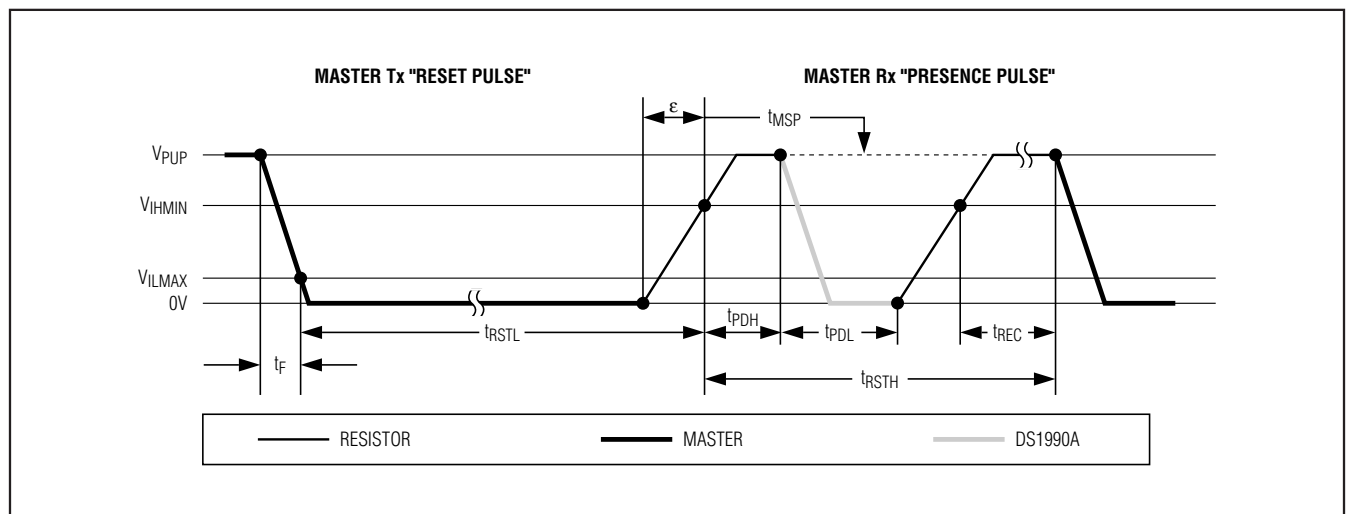 MASTER Tx "RESET PULSE" MASTER Rx "PRESENCE PULSE"
ε tMSP
VPUP
VIHMIN
VILMAX
0V
tRSTL tPDH tPDL tREC
tF tRSTH
RESISTOR MASTER DS1990A